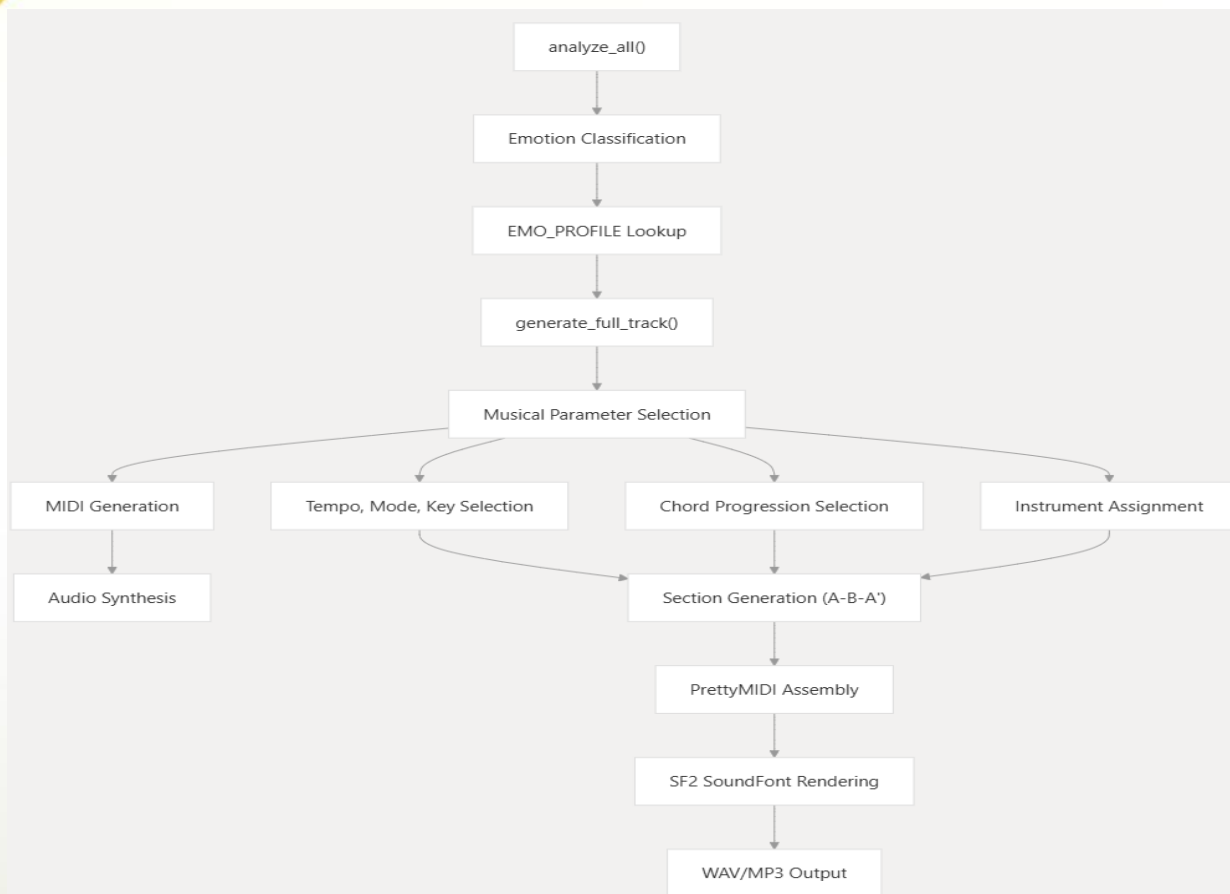 analyze_all()
Emotion Classification
EMO_PROFILE Lookup
generate_full_track()
Musical Parameter Selection
MIDI Generation
Tempo, Mode, Key Selection
Chord Progression Selection
Instrument Assignment
Audio Synthesis
Section Generation (A-B-A')
PrettyMIDI Assembly
SF2 SoundFont Rendering
WAV/MP3 Output